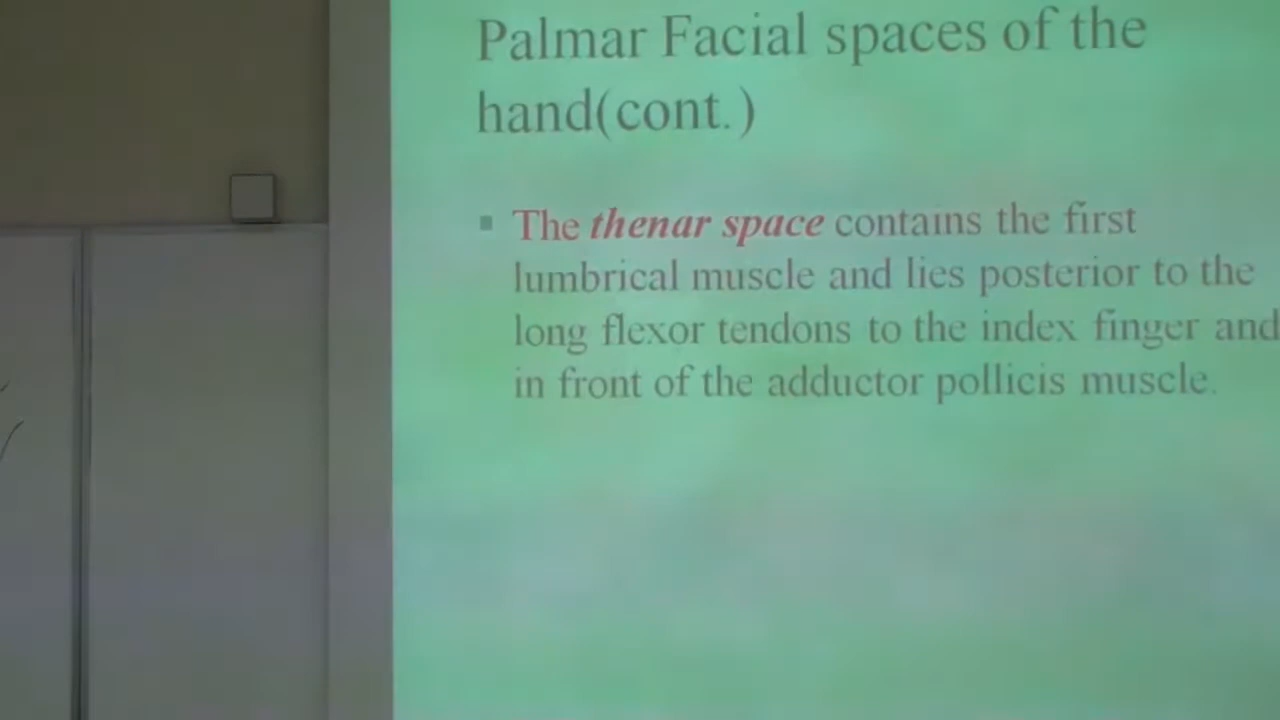 Palmar Facial spaces of the
hand(cont.)
▪ The thenar space contains the first
lumbrical muscle and lies posterior to the
long flexor tendons to the index finger and
in front of the adductor pollicis muscle.